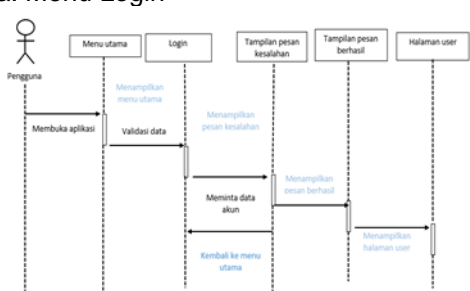 a. Menu Login
Pengguna
Menu utama
Login
Tampilan pesan
kesalahan
Tampilan pesan
berhasil
Halaman user
Menampilkan
menu utama
Membuka aplikasi
Validasi data
Menampilkan
pesan kesalahan
Meminta data
akun
Menampilkan
pesan berhasil
Kembali ke menu
utama
Menampilkan
halaman user